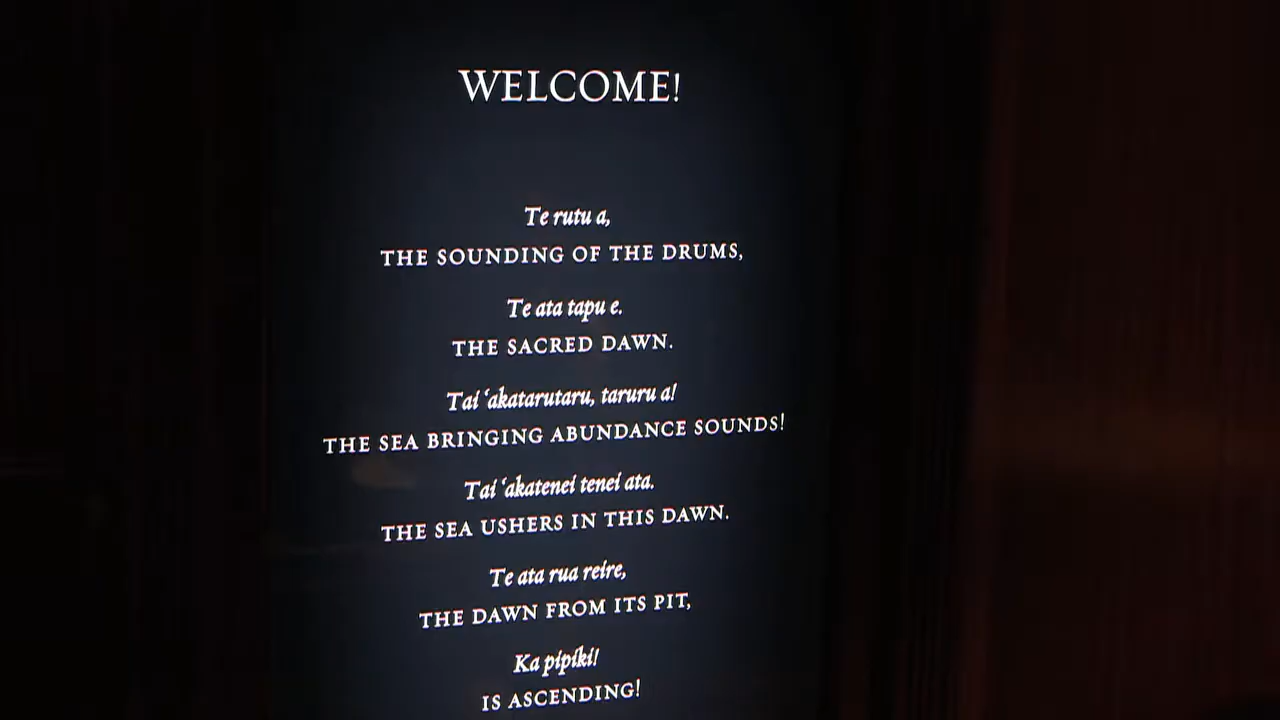 WELCOME!
Te rutu a,
THE SOUNDING OF THE DRUMS,
Te ata tapu e.
THE SACRED DAWN.
Tai ‘akatarutaru, taruru a!
THE SEA BRINGING ABUNDANCE SOUNDS!
Tai ‘akatenei tenei ata.
THE SEA USHERS IN THIS DAWN.
Te ata rua reire,
THE DAWN FROM ITS PIT,
Ka pipiki!
IS ASCENDING!